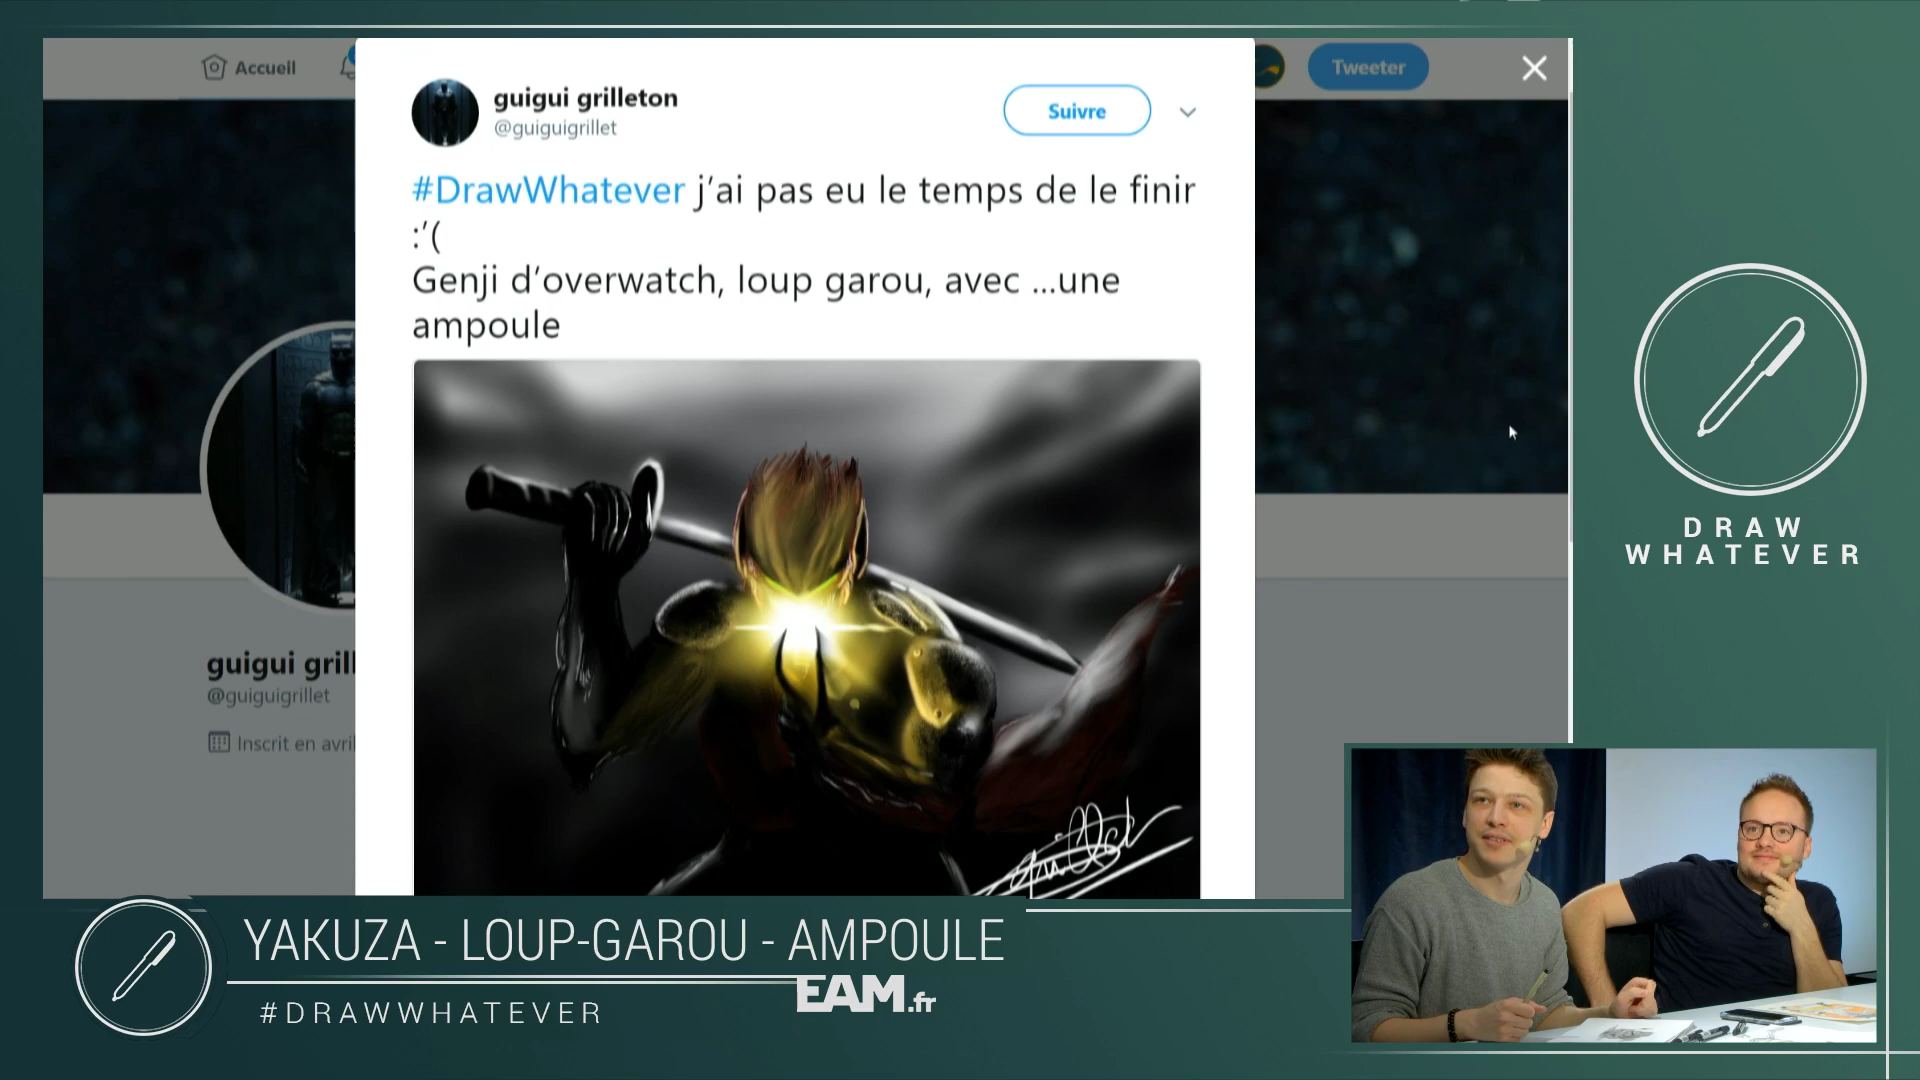 Accueil
Tweeter
guigui grilleton
@guiguigrillet
Suivre
#DrawWhatever j'ai pas eu le temps de le finir
:'(
Genji d'overwatch, loup garou, avec ...une
ampoule
guigui grill
@guiguigrillet
Inscrit en avril
DRAW
WHATEVER
YAKUZA - LOUP-GAROU - AMPOULE
EAM.fr
#DRAWWHATEVER